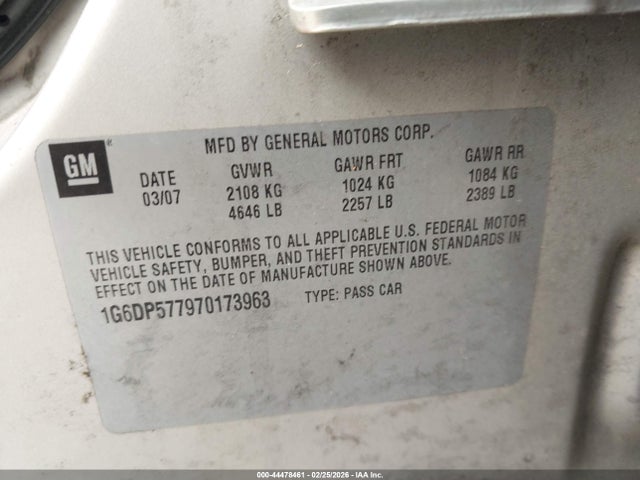 GM
MFD BY GENERAL MOTORS CORP.
DATE GVWR GAWR FRT GAWR RR
03/07 2108 KG 1024 KG 1084 KG
4646 LB 2257 LB 2389 LB
THIS VEHICLE CONFORMS TO ALL APPLICABLE U.S. FEDERAL MOTOR
VEHICLE SAFETY, BUMPER, AND THEFT PREVENTION STANDARDS IN
EFFECT ON THE DATE OF MANUFACTURE SHOWN ABOVE.
1G6DP577970173963 TYPE: PASS CAR
000-44478461 - 02/25/2026 - IAA Inc.